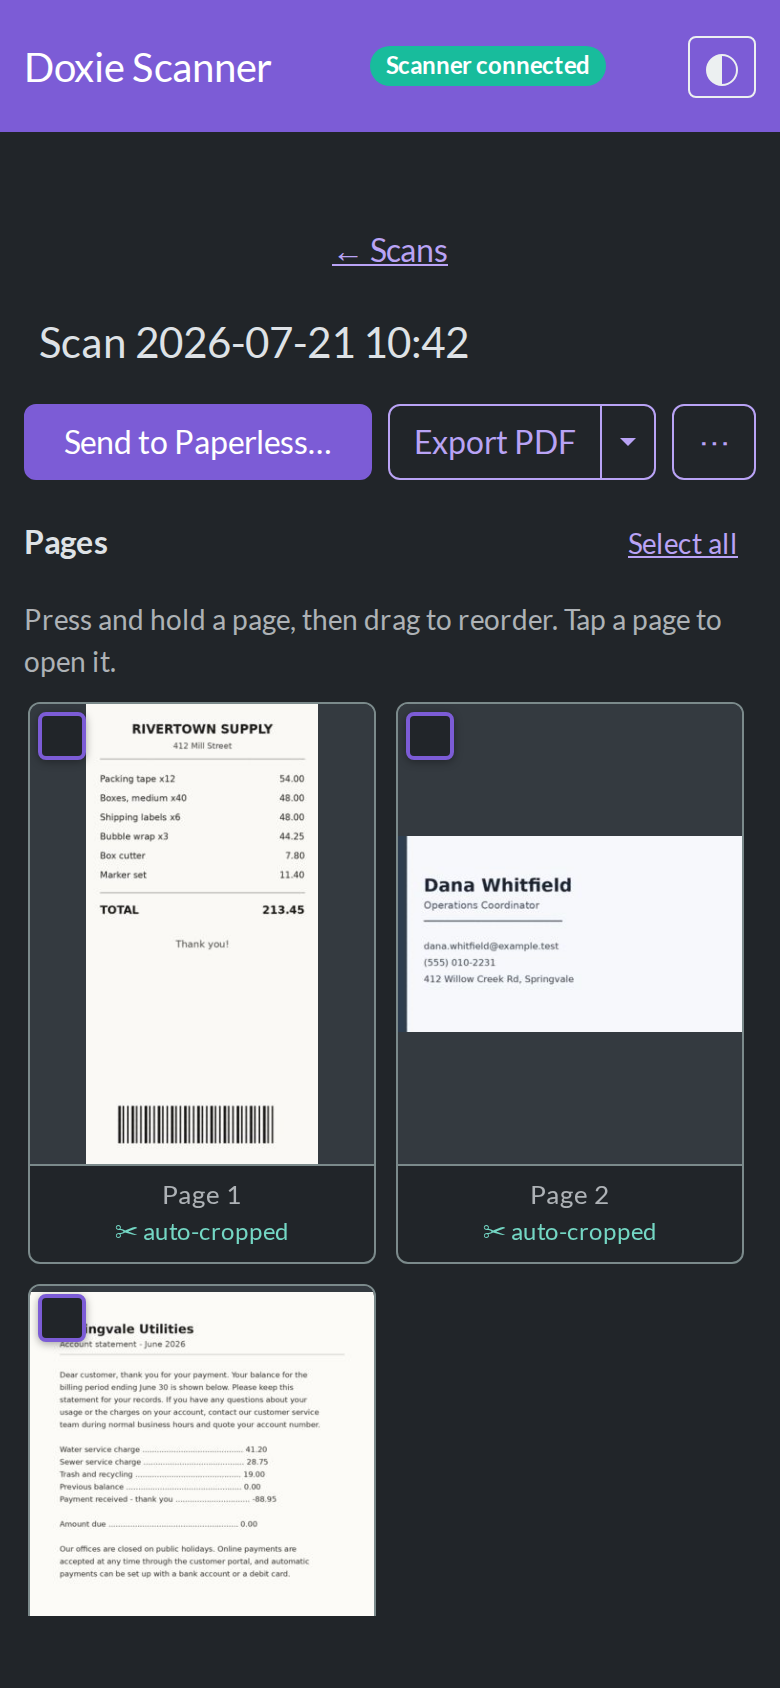 Doxie Scanner
Scanner connected
← Scans
Scan 2026-07-21 10:42
Send to Paperless...
Export PDF
...
Pages
Select all
Press and hold a page, then drag to reorder. Tap a page to
open it.
RIVERTOWN SUPPLY
412 Mill Street
Packing tape x12 54.00
Boxes, medium x40 48.00
Shipping labels x6 48.00
Bubble wrap x3 44.25
Box cutter 7.80
Marker set 11.40
TOTAL 213.45
Thank you!
Page 1
✂ auto-cropped
Dana Whitfield
Operations Coordinator
dana.whitfield@example.test
(555) 010-2231
412 Willow Creek Rd, Springvale
Page 2
✂ auto-cropped
ingvale Utilities
Account statement - June 2026
Dear customer, thank you for your payment. Your balance for the
billing period ending June 30 is shown below. Please keep this
statement for your records. If you have any questions about your
usage or the charges on your account, contact our customer service
team during normal business hours and quote your account number.
Water service charge ........................................ 41.20
Sewer service charge ........................................ 28.75
Trash and recycling ......................................... 19.00
Previous balance ............................................. 0.00
Payment received - thank you ............................. -88.95
Amount due .................................................... 0.00
Our offices are closed on public holidays. Online payments are
accepted at any time through the customer portal, and automatic
payments can be set up with a bank account or a debit card.